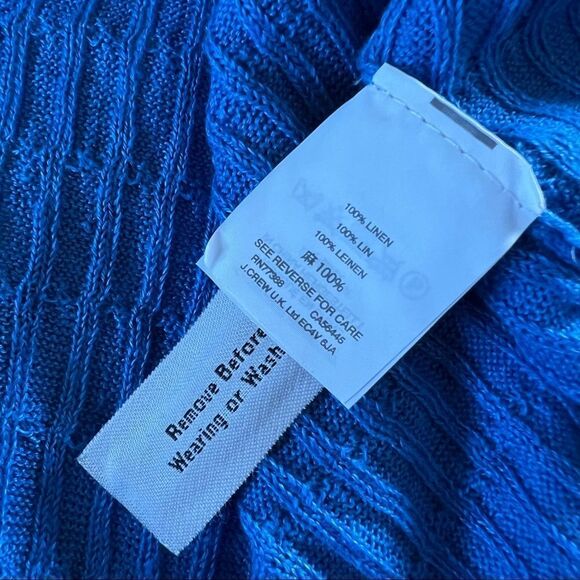 100% LINEN
100% LIN
100% LEINEN
麻 100%
SEE REVERSE FOR CARE
RN77388 CA56445
J.CREW U.K. Ltd EC4V 6JA
Remove Before
Wearing or Wash